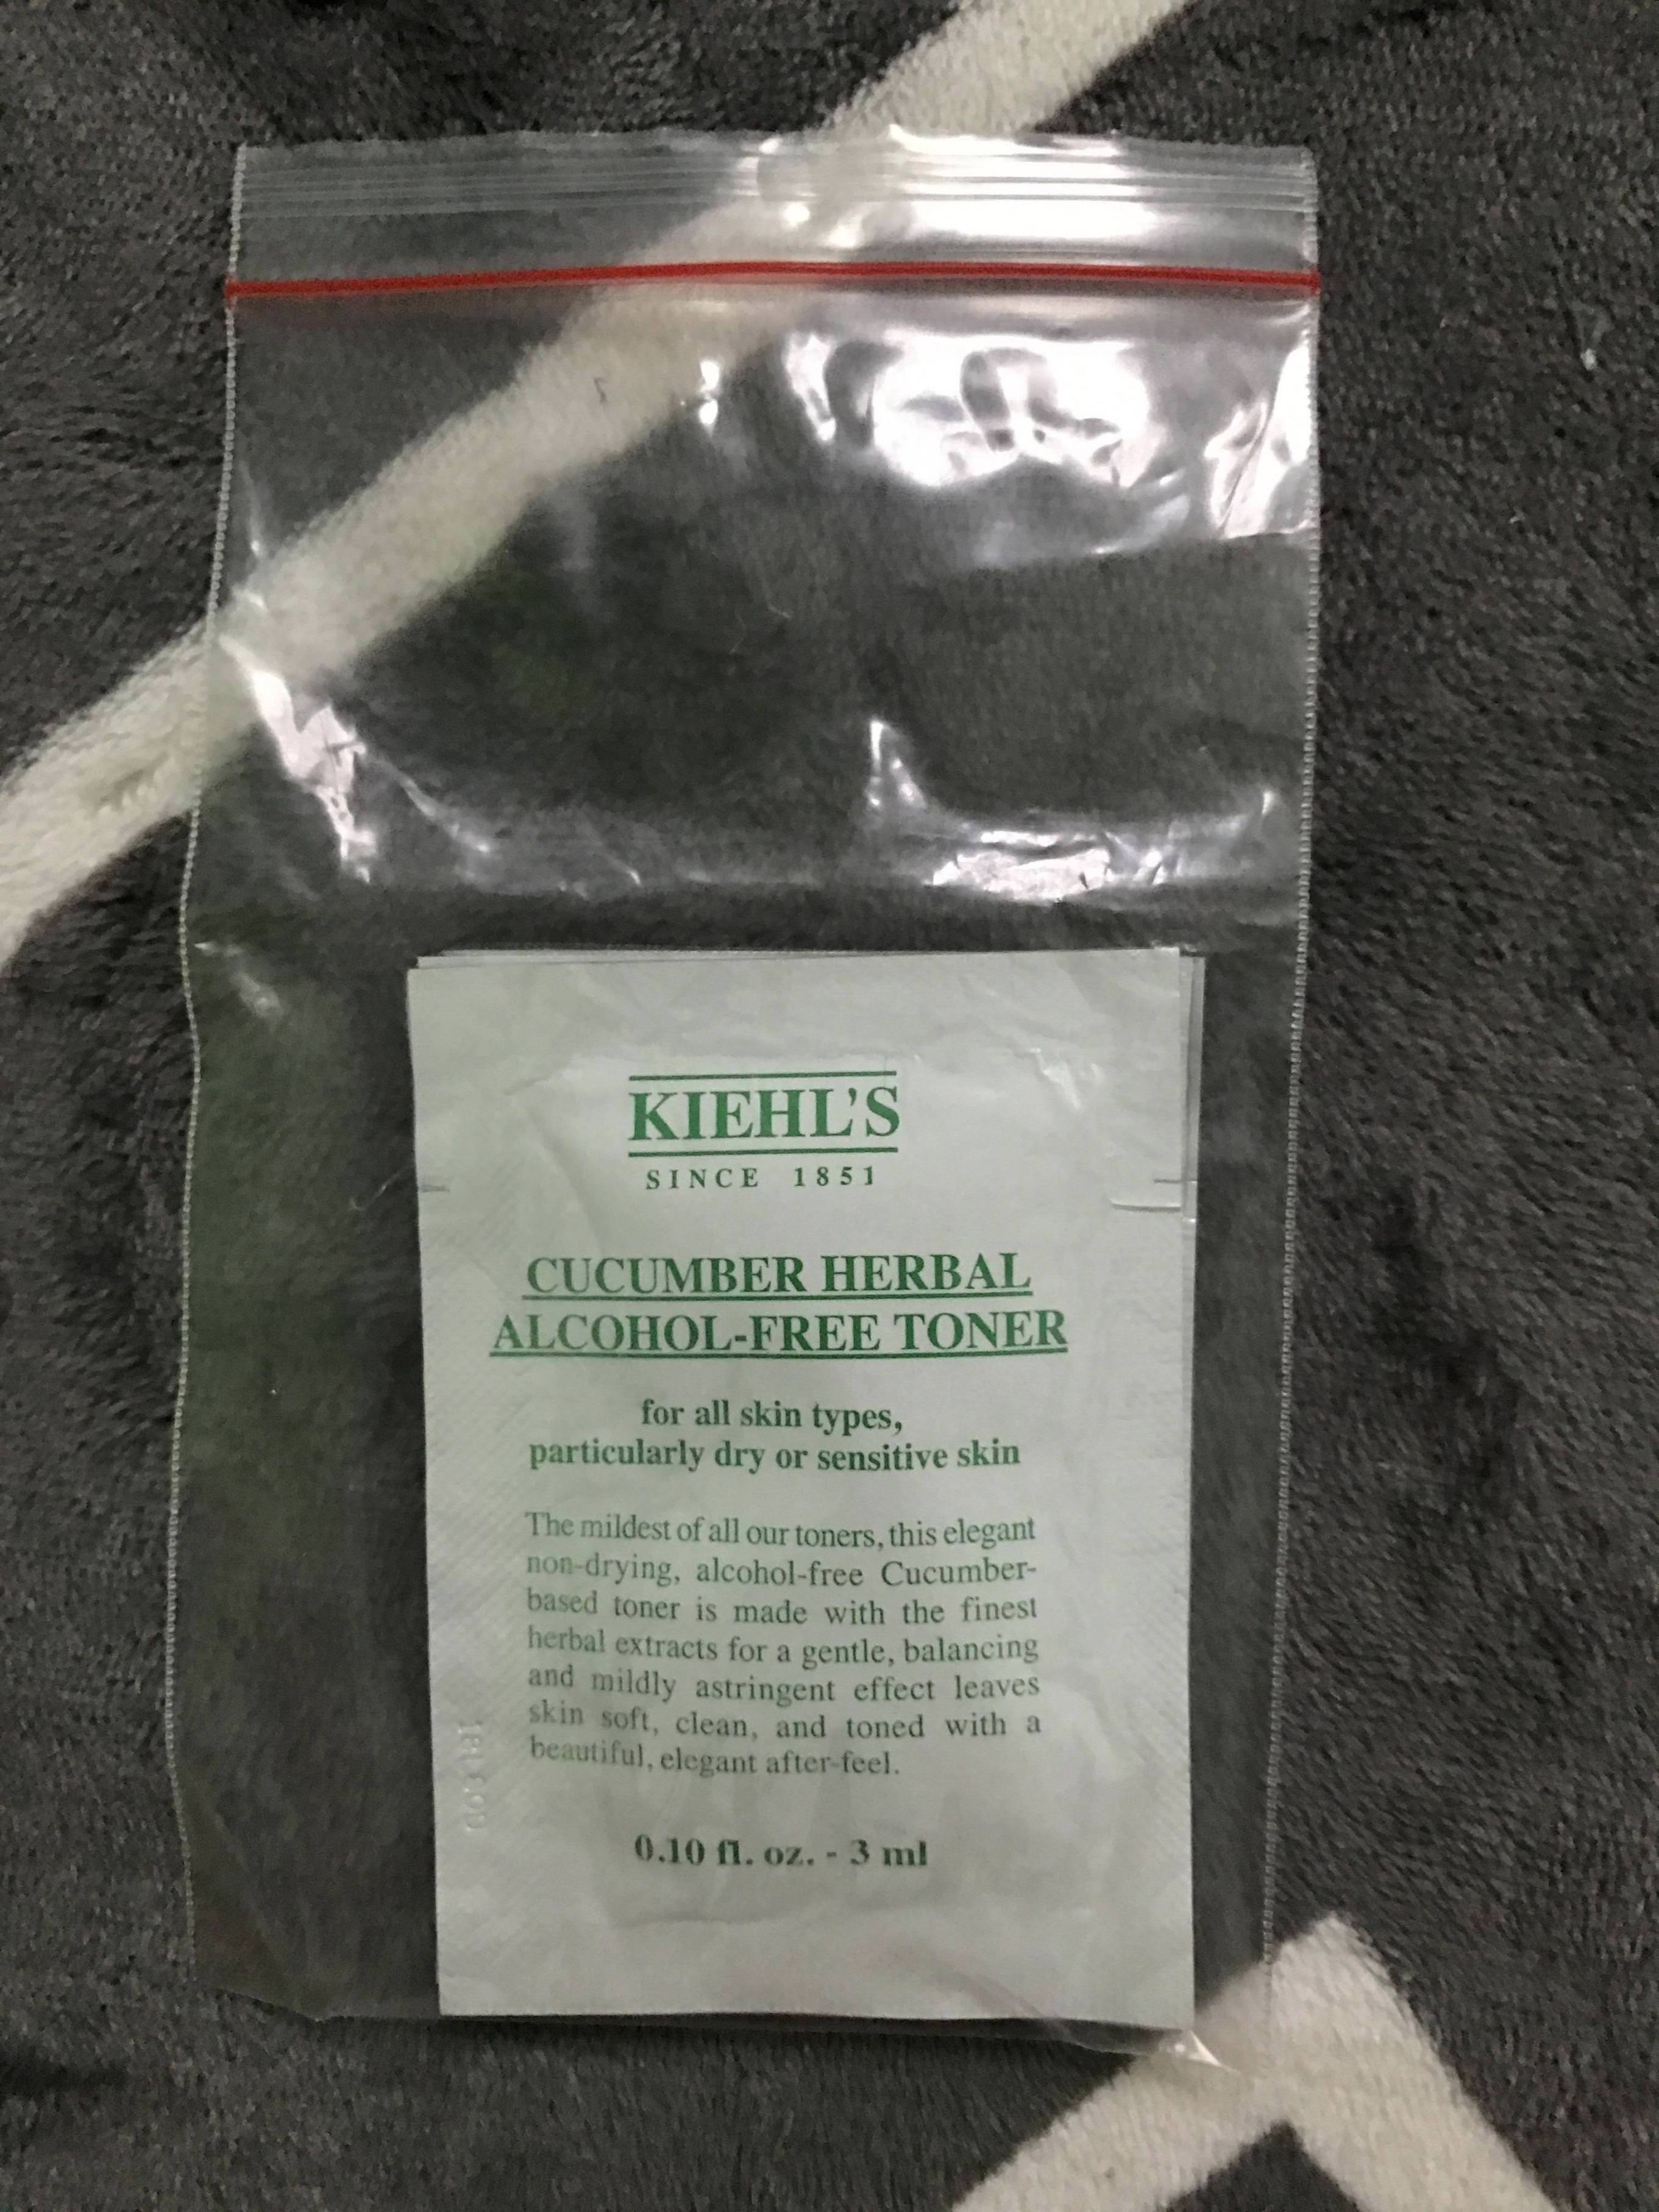 KIEHL'S
SINCE 1851
CUCUMBER HERBAL
ALCOHOL-FREE TONER
for all skin types,
particularly dry or sensitive skin
The mildest of all our toners, this elegant
non-drying, alcohol-free Cucumber-
based toner is made with the finest
herbal extracts for a gentle, balancing
and mildly astringent effect leaves
skin soft, clean, and toned with a
beautiful, elegant after-feel.
0.10 fl. oz. - 3 ml